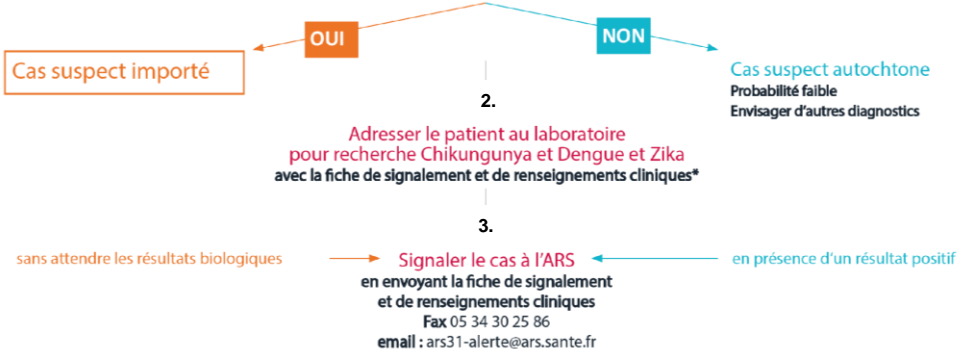 OUI
NON
Cas suspect importé
Cas suspect autochtone
Probabilité faible
Envisager d'autres diagnostics
2.
Adresser le patient au laboratoire
pour recherche Chikungunya et Dengue et Zika
avec la fiche de signalement et de renseignements cliniques*
3.
sans attendre les résultats biologiques
Signaler le cas à l'ARS
en présence d'un résultat positif
en envoyant la fiche de signalement
et de renseignements cliniques
Fax 05 34 30 25 86
email : ars31-alerte@ars.sante.fr